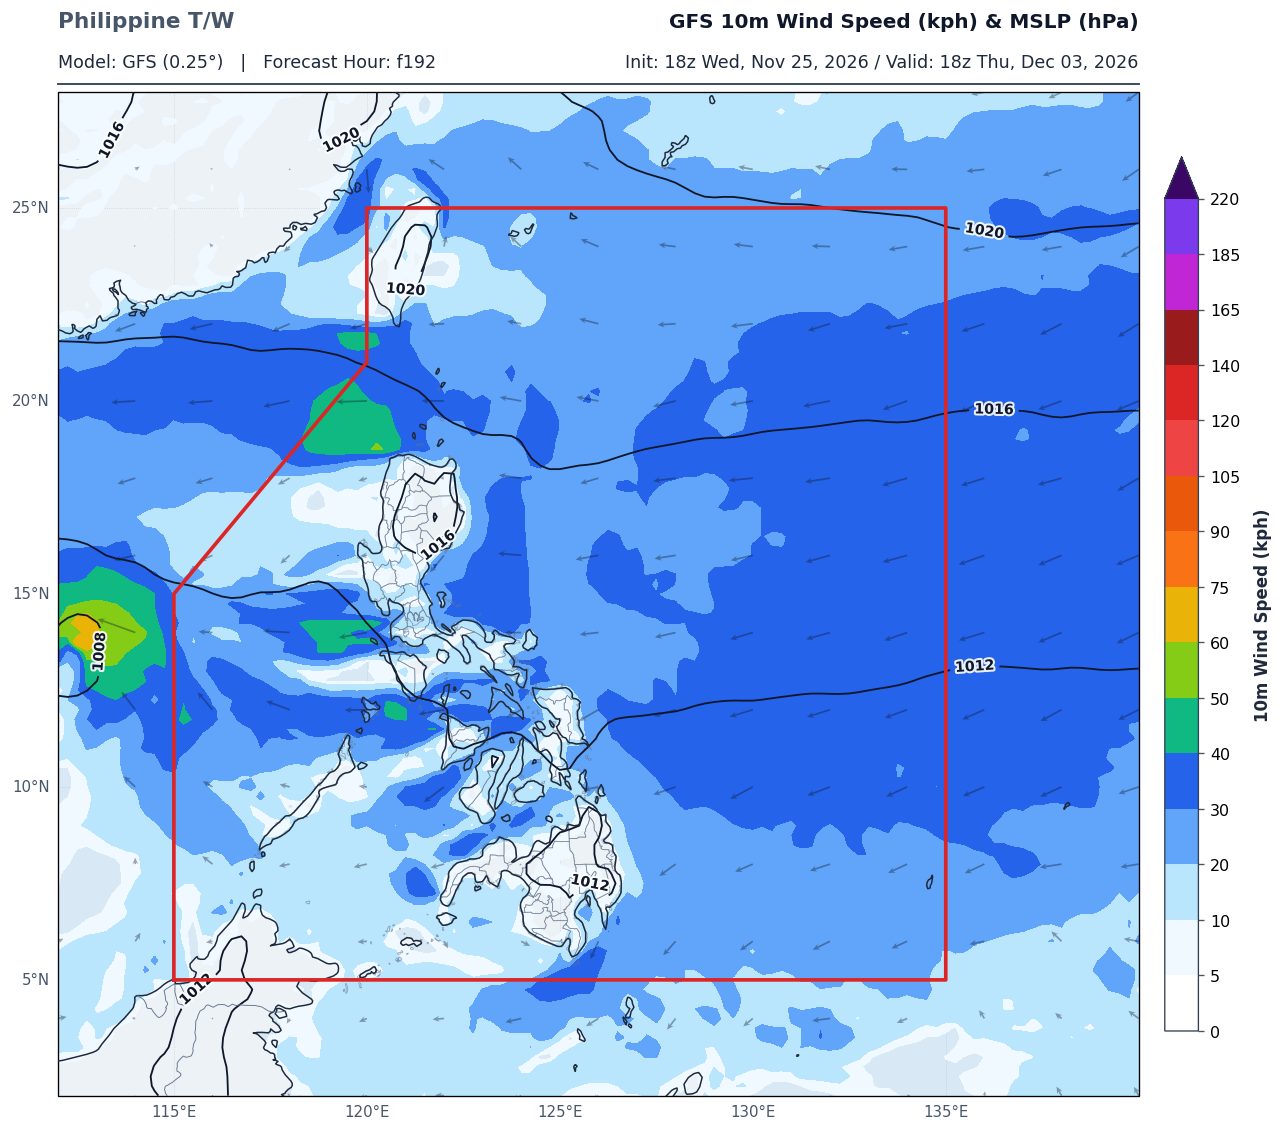 Philippine T/W
GFS 10m Wind Speed (kph) & MSLP (hPa)
Model: GFS (0.25°) | Forecast Hour: f192
Init: 18z Wed, Nov 25, 2026 / Valid: 18z Thu, Dec 03, 2026
1016
1020
1020
1020
1016
1016
1008
1012
1012
1012
25°N
20°N
15°N
10°N
5°N
115°E
120°E
125°E
130°E
135°E
220
185
165
140
120
105
90
75
60
50
40
30
20
10
5
0
10m Wind Speed (kph)